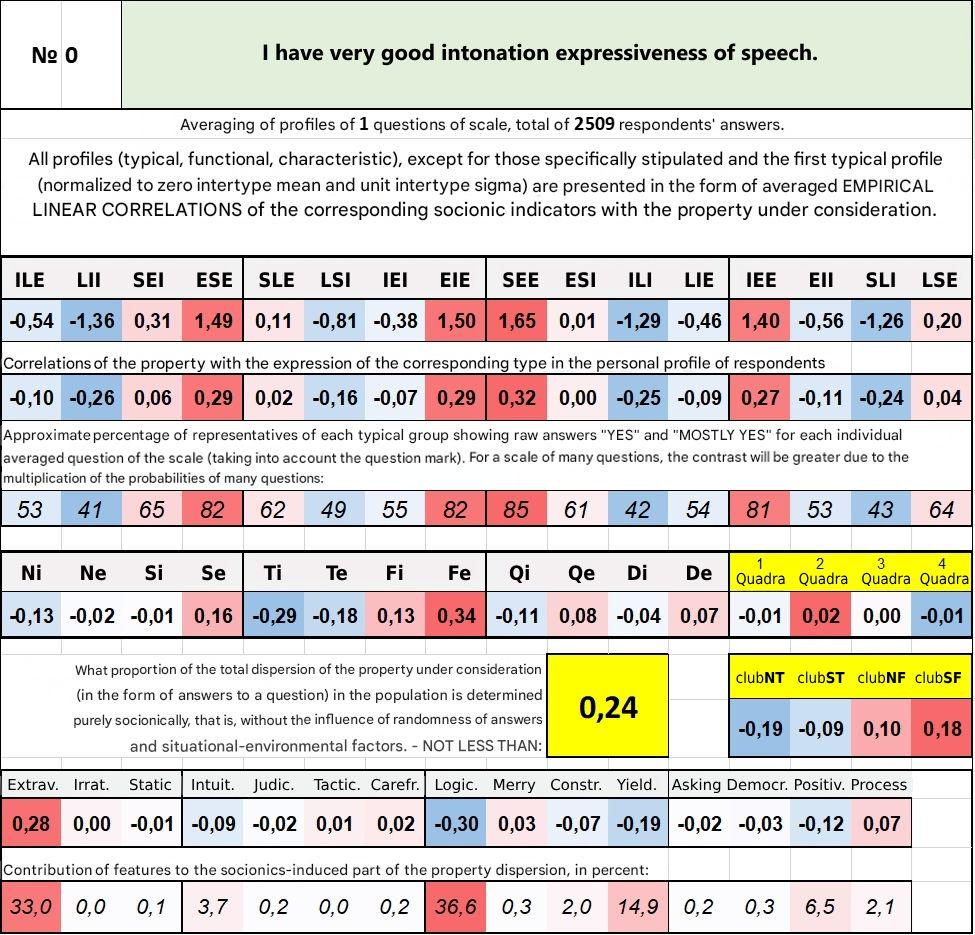 № 0
I have very good intonation expressiveness of speech.
Averaging of profiles of 1 questions of scale, total of 2509 respondents' answers.
All profiles (typical, functional, characteristic), except for those specifically stipulated and the first typical profile
(normalized to zero intertype mean and unit intertype sigma) are presented in the form of averaged EMPIRICAL
LINEAR CORRELATIONS of the corresponding socionic indicators with the property under consideration.
ILE LII SEI ESE SLE LSI IEI EIE SEE ESI ILI LIE IEE EII SLI LSE
-0,54 -1,36 0,31 1,49 0,11 -0,81 -0,38 1,50 1,65 0,01 -1,29 -0,46 1,40 -0,56 -1,26 0,20
Correlations of the property with the expression of the corresponding type in the personal profile of respondents
-0,10 -0,26 0,06 0,29 0,02 -0,16 -0,07 0,29 0,32 0,00 -0,25 -0,09 0,27 -0,11 -0,24 0,04
Approximate percentage of representatives of each typical group showing raw answers "YES" and "MOSTLY YES" for each individual
averaged question of the scale (taking into account the question mark). For a scale of many questions, the contrast will be greater due to the
multiplication of the probabilities of many questions:
53 41 65 82 62 49 55 82 85 61 42 54 81 53 43 64
Ni Ne Si Se Ti Te Fi Fe Qi Qe Di De 1 Quadra 2 Quadra 3 Quadra 4 Quadra
-0,13 -0,02 -0,01 0,16 -0,29 -0,18 0,13 0,34 -0,11 0,08 -0,04 0,07 -0,01 0,02 0,00 -0,01
What proportion of the total dispersion of the property under consideration
(in the form of answers to a question) in the population is determined
purely socionically, that is, without the influence of randomness of answers
and situational-environmental factors. - NOT LESS THAN:
0,24
clubNT clubST clubNF clubSF
-0,19 -0,09 0,10 0,18
Extrav. Irrat. Static Intuit. Judic. Tactic. Carefr. Logic. Merry Constr. Yield. Asking Democr. Positiv. Process
0,28 0,00 -0,01 -0,09 -0,02 0,01 0,02 -0,30 0,03 -0,07 -0,19 -0,02 -0,03 -0,12 0,07
Contribution of features to the socionics-induced part of the property dispersion, in percent:
33,0 0,0 0,1 3,7 0,2 0,0 0,2 36,6 0,3 2,0 14,9 0,2 0,3 6,5 2,1